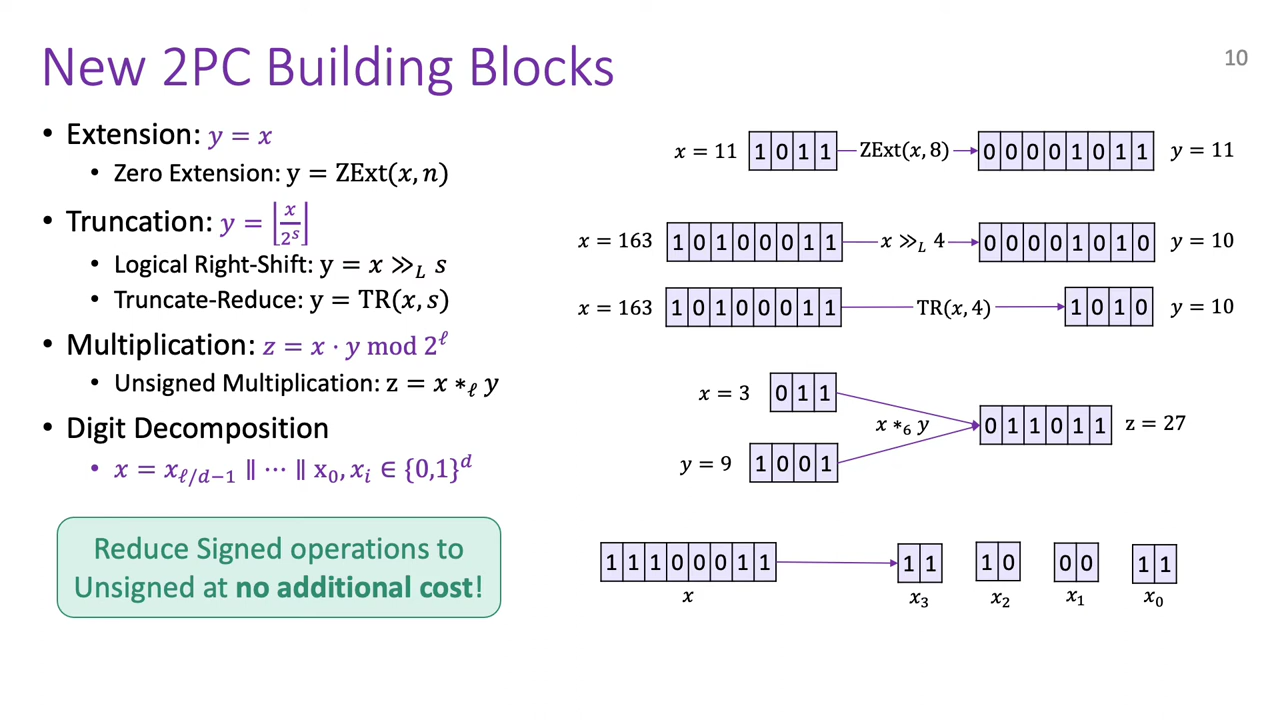 New 2PC Building Blocks
10
• Extension: y = x
• Zero Extension: y = ZExt(x, n)
• Truncation: y = ⌊x/2^s⌋
• Logical Right-Shift: y = x ≫_L s
• Truncate-Reduce: y = TR(x, s)
• Multiplication: z = x · y mod 2^ℓ
• Unsigned Multiplication: z = x *_ℓ y
• Digit Decomposition
• x = x_{ℓ/d−1} ∥ ⋯ ∥ x_0, x_i ∈ {0,1}^d
Reduce Signed operations to
Unsigned at no additional cost!
x = 11 1 0 1 1 ZExt(x, 8) 0 0 0 0 1 0 1 1 y = 11
x = 163 1 0 1 0 0 0 1 1 x ≫_L 4 0 0 0 0 1 0 1 0 y = 10
x = 163 1 0 1 0 0 0 1 1 TR(x, 4) 1 0 1 0 y = 10
x = 3 0 1 1
x *_6 y 0 1 1 0 1 1 z = 27
y = 9 1 0 0 1
1 1 1 0 0 0 1 1 1 1 1 0 0 0 1 1
x x_3 x_2 x_1 x_0